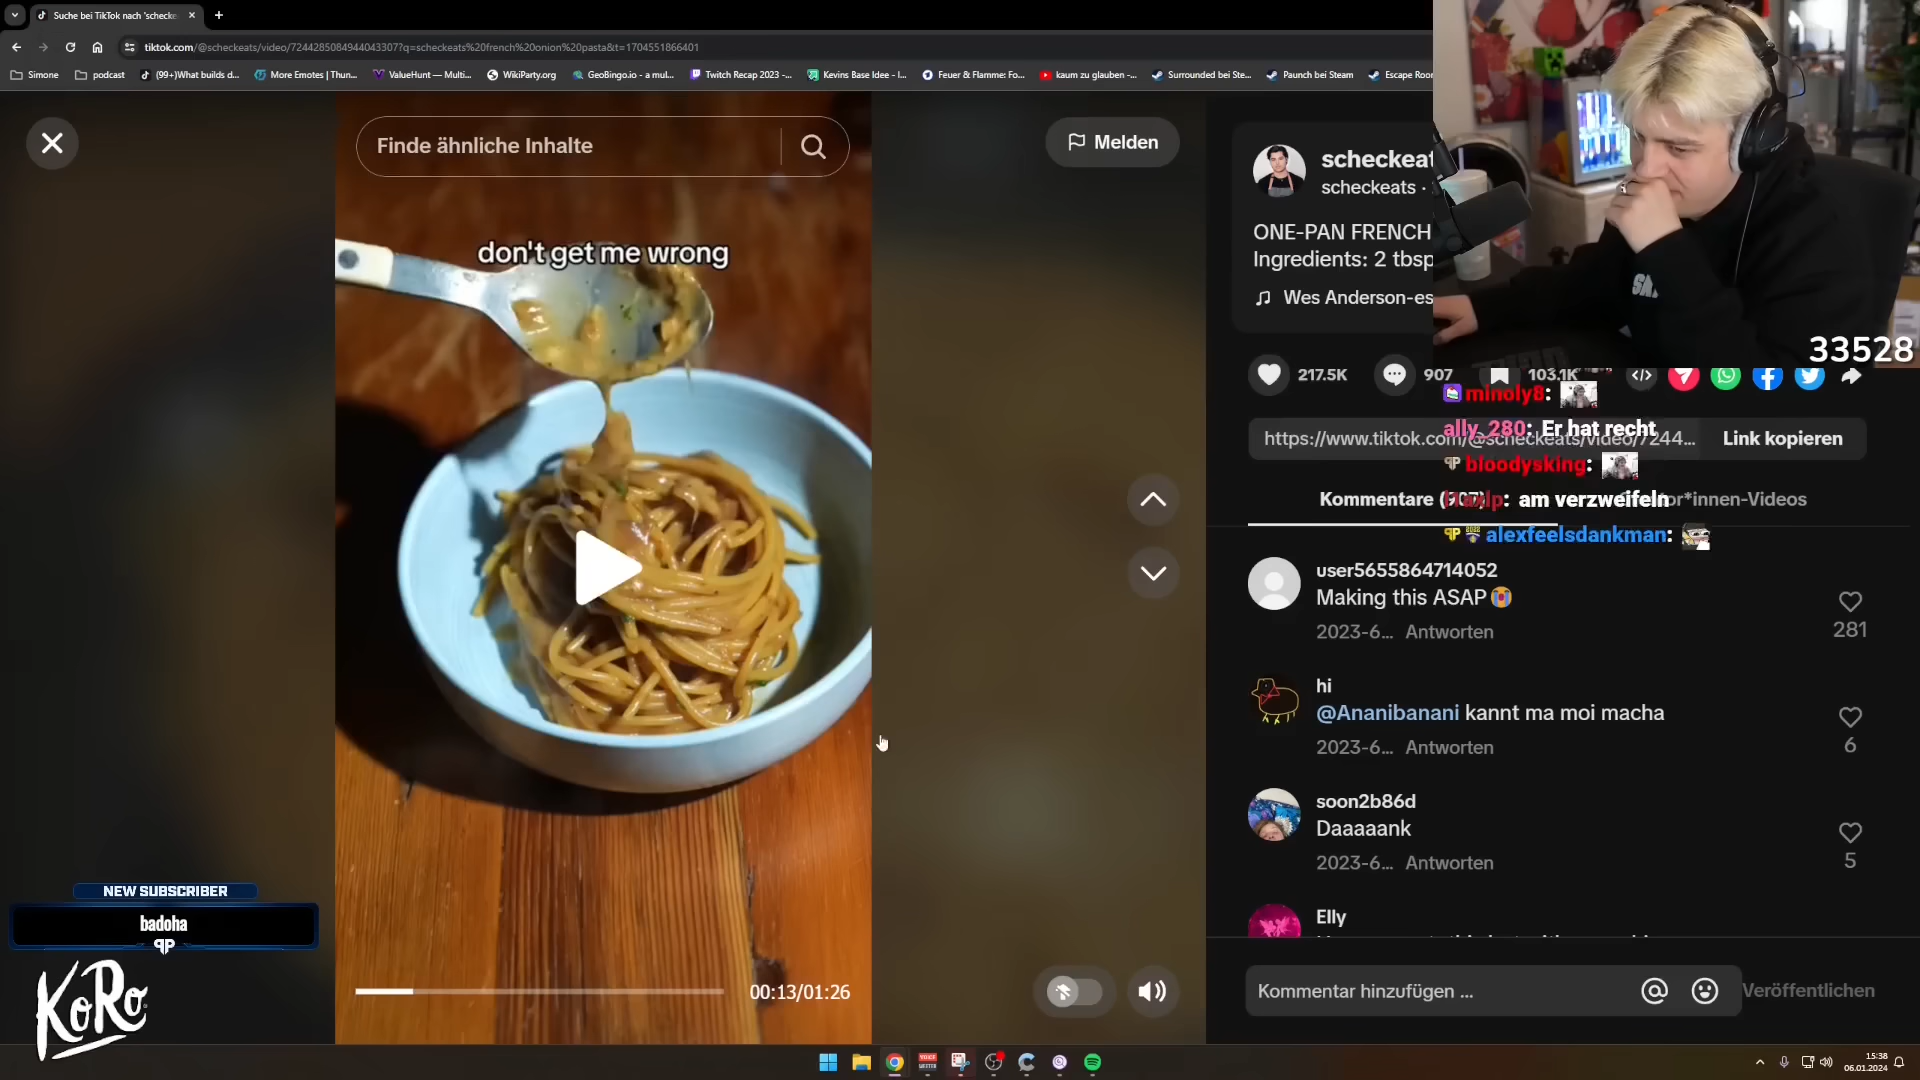 Suche bei TikTok nach 'schecke
tiktok.com/@scheckeats/video/7244285084944043307?q=scheckeats%20french%20onion%20pasta&t=1704551866401
Simone
podcast
(99+)What builds d...
More Emotes | Thun...
ValueHunt — Multi...
WikiParty.org
GeoBingo.io - a mul...
Twitch Recap 2023 -...
Kevins Base Idee - l...
Feuer & Flamme: Fo...
kaum zu glauben -...
Surrounded bei Ste...
Paunch bei Steam
Escape Roo
Finde ähnliche Inhalte
Melden
don't get me wrong
00:13/01:26
scheckeat
scheckeats ·
ONE-PAN FRENCH
Ingredients: 2 tbsp
Wes Anderson-es
33528
217.5K
907
103.1K
minoly8:
ally_280: Er hat recht
https://www.tiktok.com/@scheckeats/video/7244...
Link kopieren
bloodysking:
Kommentare (907)
am verzweifeln
or*innen-Videos
alexfeelsdankman:
user5655864714052
Making this ASAP😭
2023-6... Antworten
281
hi
@Ananibanani kannt ma moi macha
2023-6... Antworten
6
soon2b86d
Daaaaank
2023-6... Antworten
5
Elly
Kommentar hinzufügen ...
Veröffentlichen
NEW SUBSCRIBER
badoha
KoRo
15:38
06.01.2024